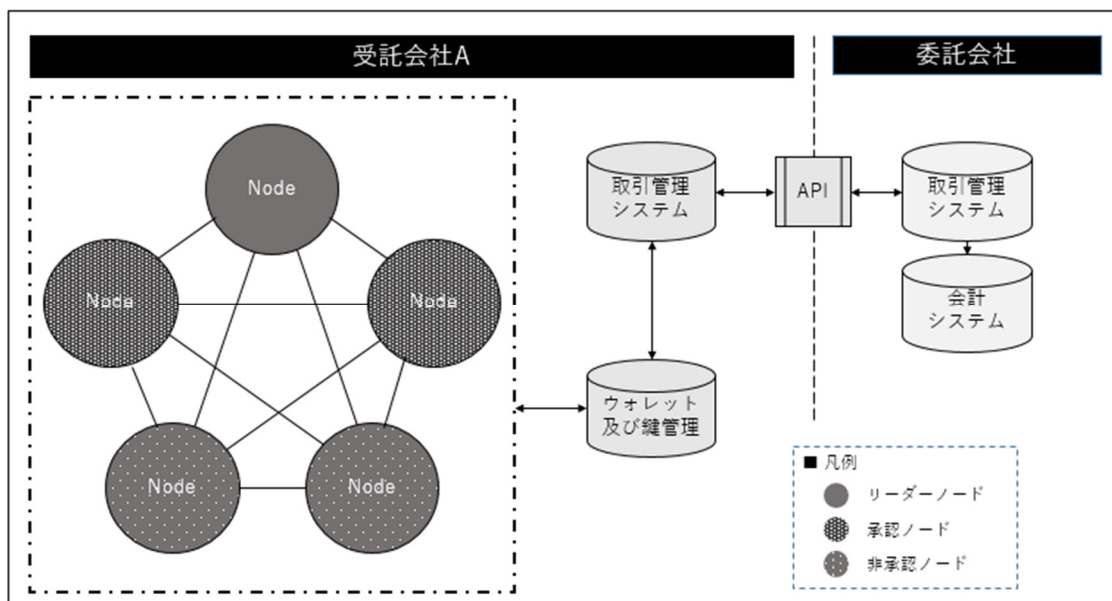 受託会社A
委託会社
Node
Node
Node
Node
Node
取引管理
システム
API
取引管理
システム
会計
システム
ウォレット
及び鍵管理
■ 凡例
リーダーノード
承認ノード
非承認ノード